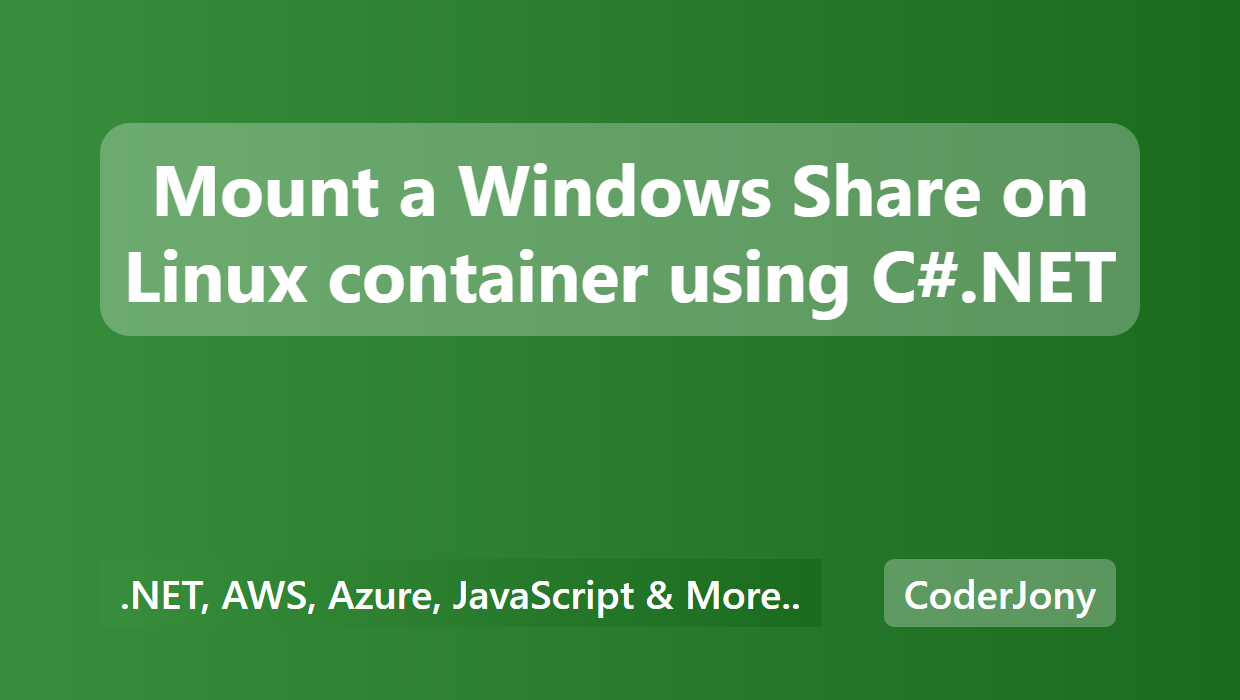 Mount a Windows Share on
Linux container using C#.NET
.NET, AWS, Azure, JavaScript & More..
CoderJony